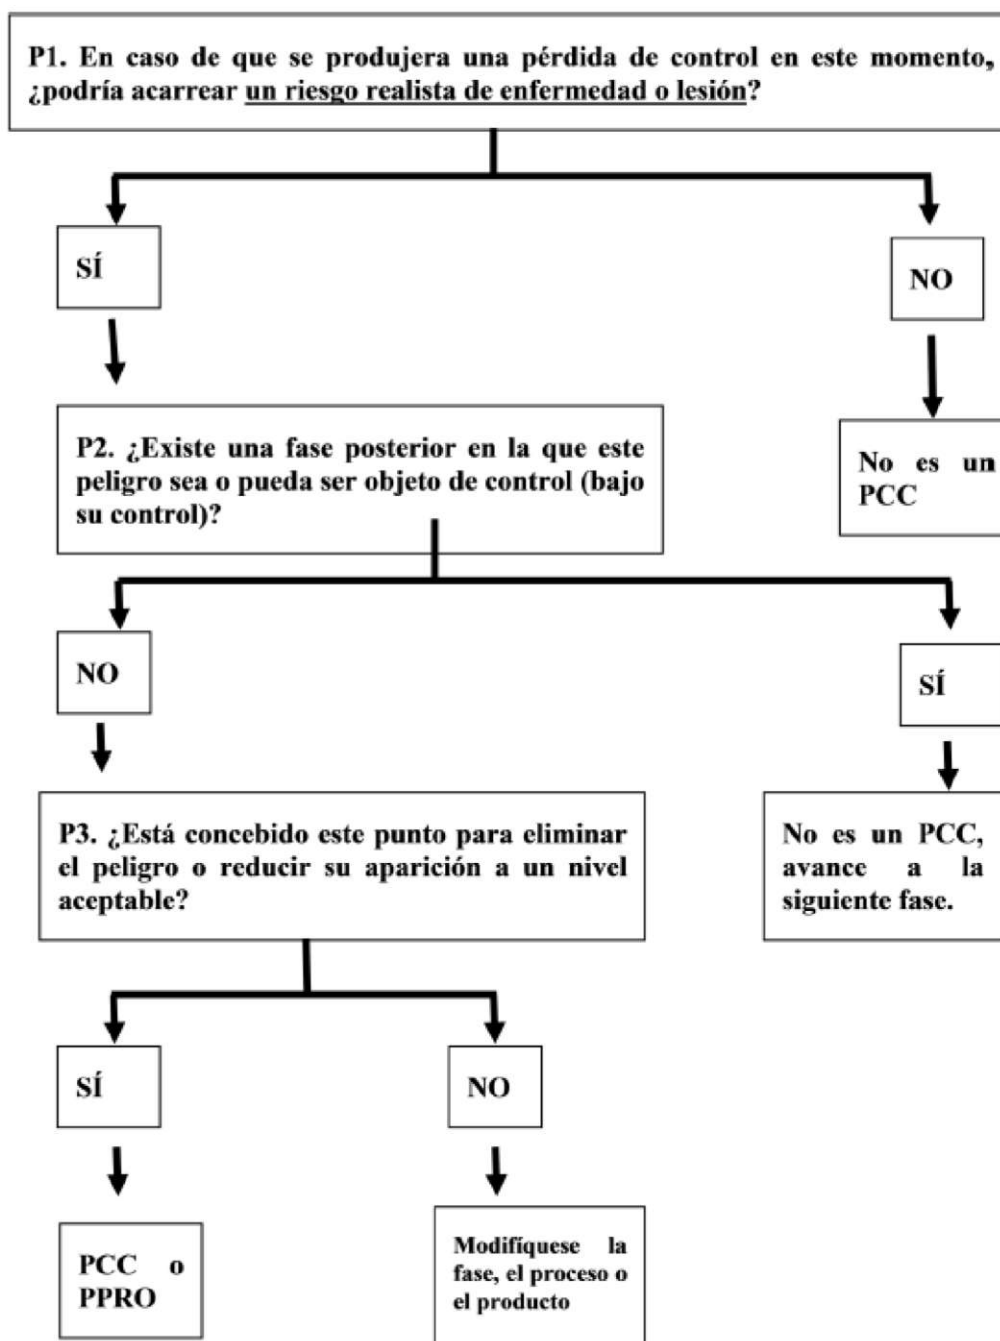 P1. En caso de que se produjera una pérdida de control en este momento,
¿podría acarrear un riesgo realista de enfermedad o lesión?
SÍ
NO
P2. ¿Existe una fase posterior en la que este
peligro sea o pueda ser objeto de control (bajo
su control)?
No es un
PCC
NO
SÍ
P3. ¿Está concebido este punto para eliminar
el peligro o reducir su aparición a un nivel
aceptable?
No es un PCC,
avance a la
siguiente fase.
SÍ
NO
PCC o
PPRO
Modifíquese la
fase, el proceso o
el producto